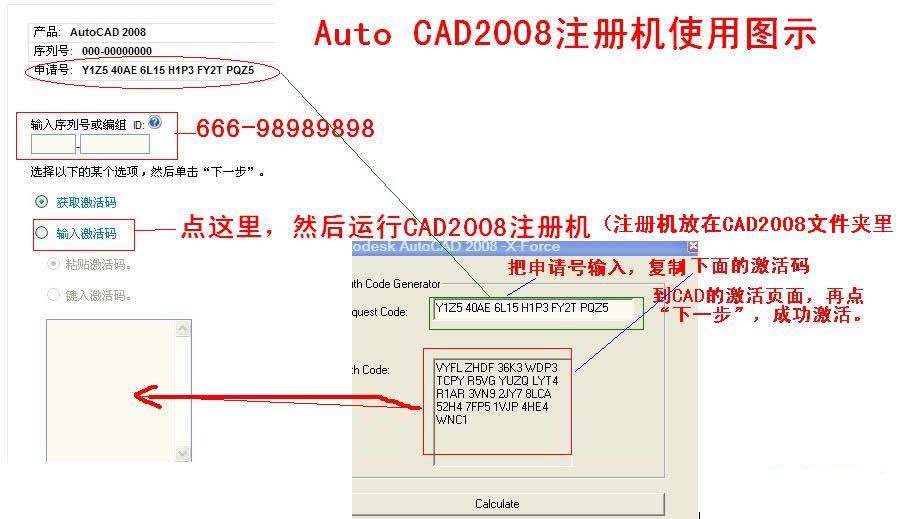 Auto CAD2008注册机使用图示
产品: AutoCAD 2008
序列号: 000-00000000
申请号: Y1Z5 40AE 6L15 H1P3 FY2T PQZ5
输入序列号或编组 ID:
666-98989898
-
选择以下的某个选项，然后单击“下一步”。
获取激活码
输入激活码
点这里，然后运行CAD2008注册机（注册机放在CAD2008文件夹里
粘贴激活码。
键入激活码。
odesk AutoCAD 2008 -X-Force
把申请号输入，复制下面的激活码
到CAD的激活页面，再点
“下一步”，成功激活。
uth Code Generator
quest Code:
Y1Z5 40AE 6L15 H1P3 FY2T PQZ5
th Code:
VYFL ZHDF 36K3 WDP3
TCPY R5VG YUZQ LYT4
R1AR 3VN9 2JY7 8LCA
52H4 7FP5 1VJP 4HE4
WNC1
Calculate